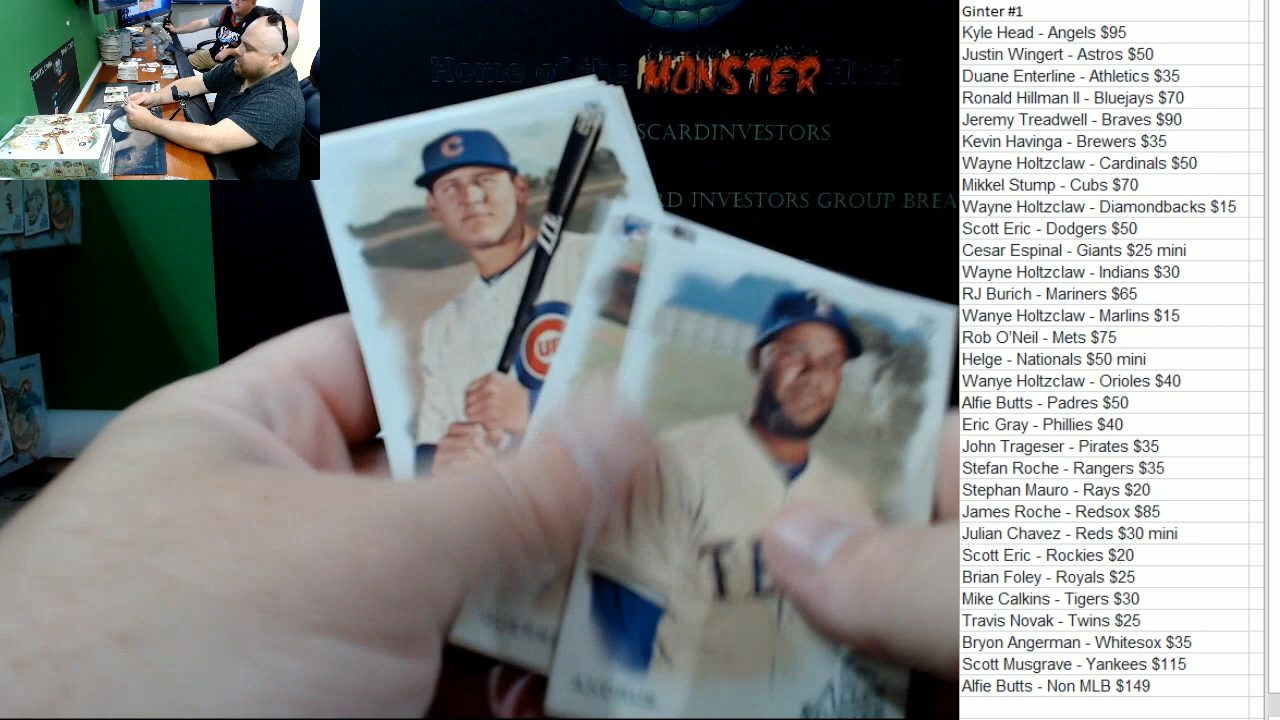 Home of the MONSTER
SCARDINVESTORS
RD INVESTORS GROUP BREA
C
TE
Ginter #1
Kyle Head - Angels $95
Justin Wingert - Astros $50
Duane Enterline - Athletics $35
Ronald Hillman ll - Bluejays $70
Jeremy Treadwell - Braves $90
Kevin Havinga - Brewers $35
Wayne Holtzclaw - Cardinals $50
Mikkel Stump - Cubs $70
Wayne Holtzclaw - Diamondbacks $15
Scott Eric - Dodgers $50
Cesar Espinal - Giants $25 mini
Wayne Holtzclaw - Indians $30
RJ Burich - Mariners $65
Wanye Holtzclaw - Marlins $15
Rob O'Neil - Mets $75
Helge - Nationals $50 mini
Wanye Holtzclaw - Orioles $40
Alfie Butts - Padres $50
Eric Gray - Phillies $40
John Trageser - Pirates $35
Stefan Roche - Rangers $35
Stephan Mauro - Rays $20
James Roche - Redsox $85
Julian Chavez - Reds $30 mini
Scott Eric - Rockies $20
Brian Foley - Royals $25
Mike Calkins - Tigers $30
Travis Novak - Twins $25
Bryon Angerman - Whitesox $35
Scott Musgrave - Yankees $115
Alfie Butts - Non MLB $149